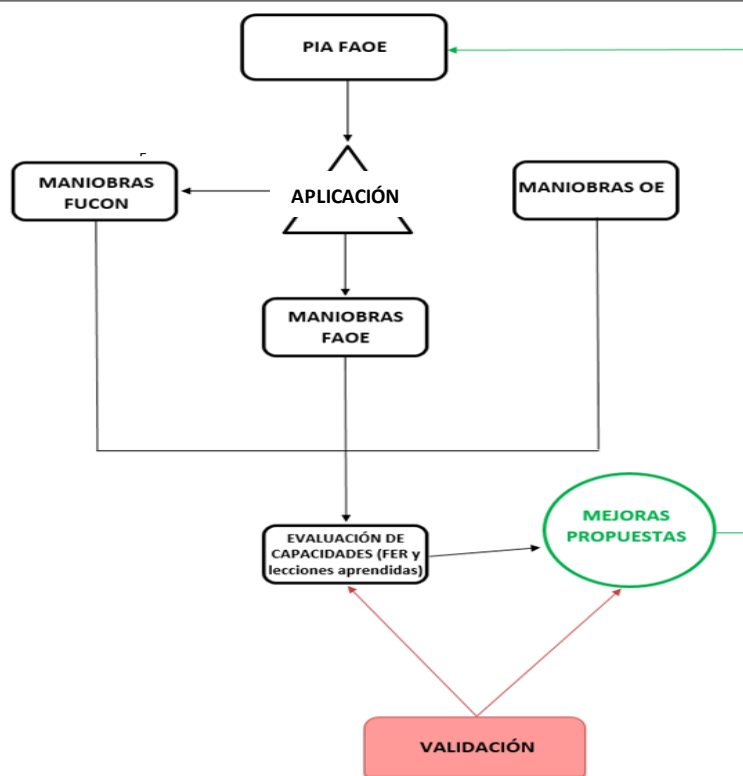 PIA FAOE
MANIOBRAS
FUCON
APLICACIÓN
MANIOBRAS OE
MANIOBRAS
FAOE
EVALUACIÓN DE
CAPACIDADES (FER y
lecciones aprendidas)
MEJORAS
PROPUESTAS
VALIDACIÓN